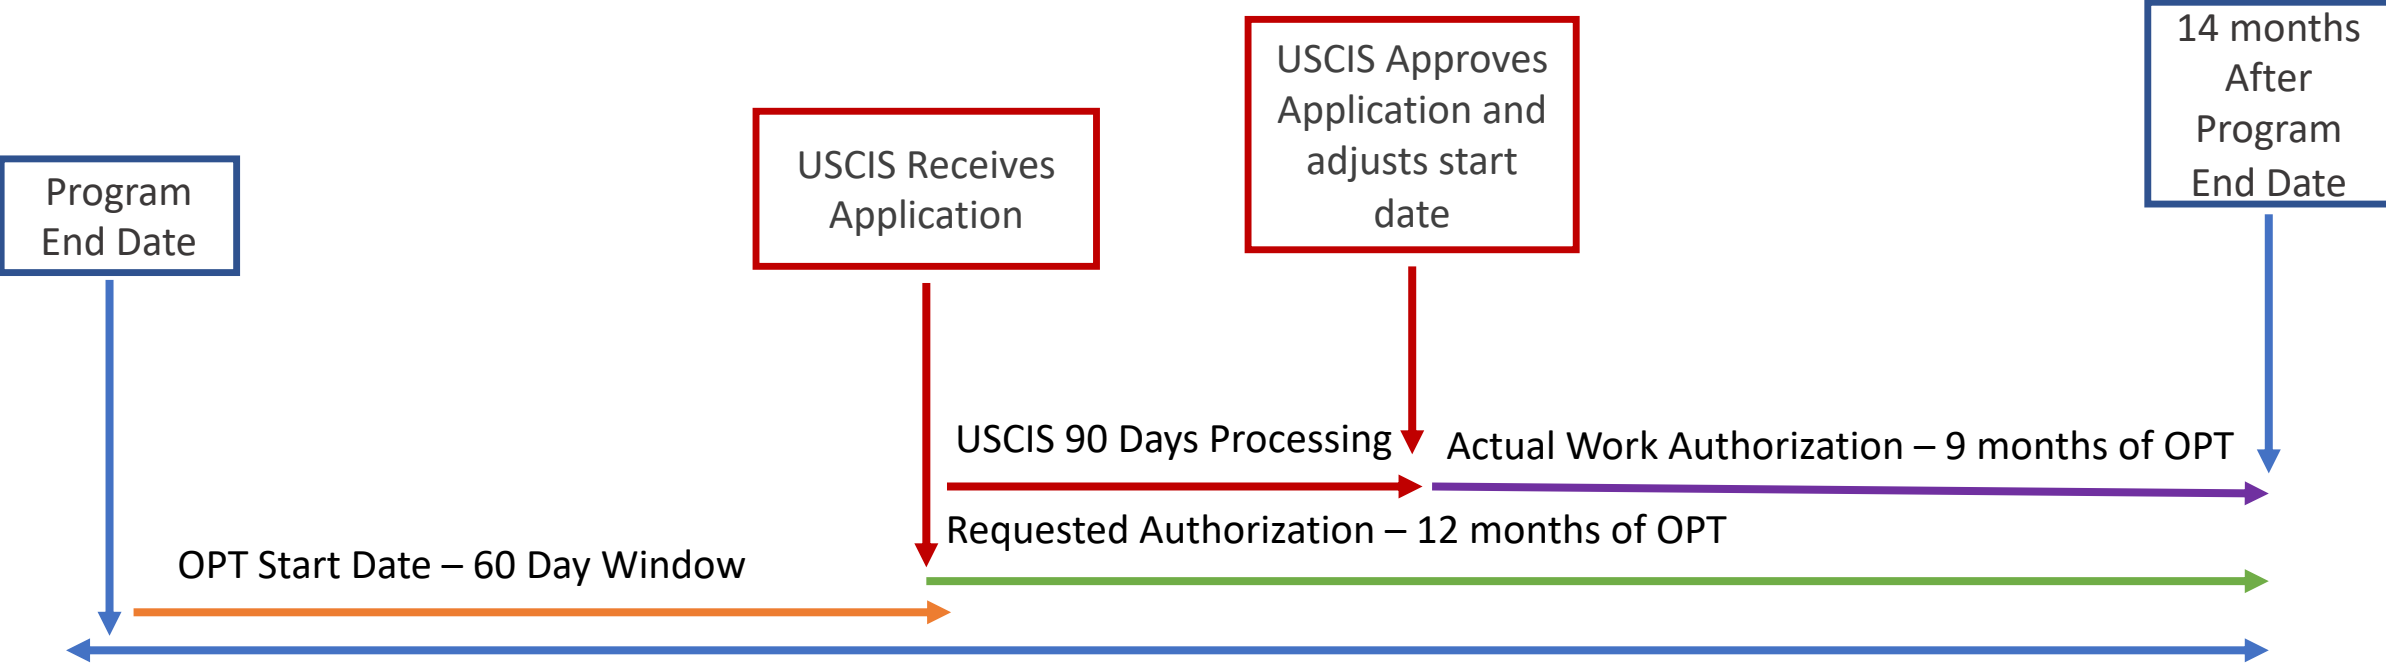 Program
End Date
USCIS Receives
Application
USCIS Approves
Application and
adjusts start
date
14 months
After
Program
End Date
USCIS 90 Days Processing
Actual Work Authorization – 9 months of OPT
Requested Authorization – 12 months of OPT
OPT Start Date – 60 Day Window